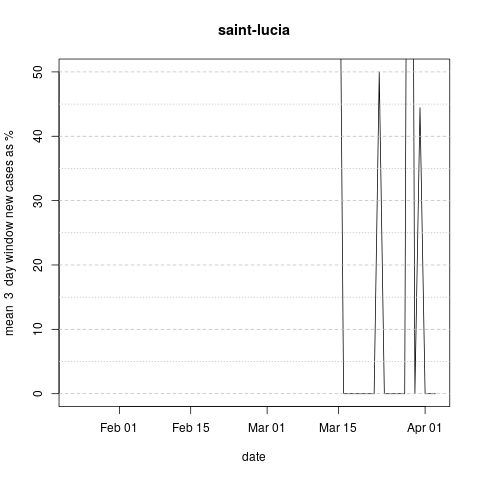 saint-lucia
mean  3  day window new cases as %
50
40
30
20
10
0
Feb 01
Feb 15
Mar 01
Mar 15
Apr 01
date